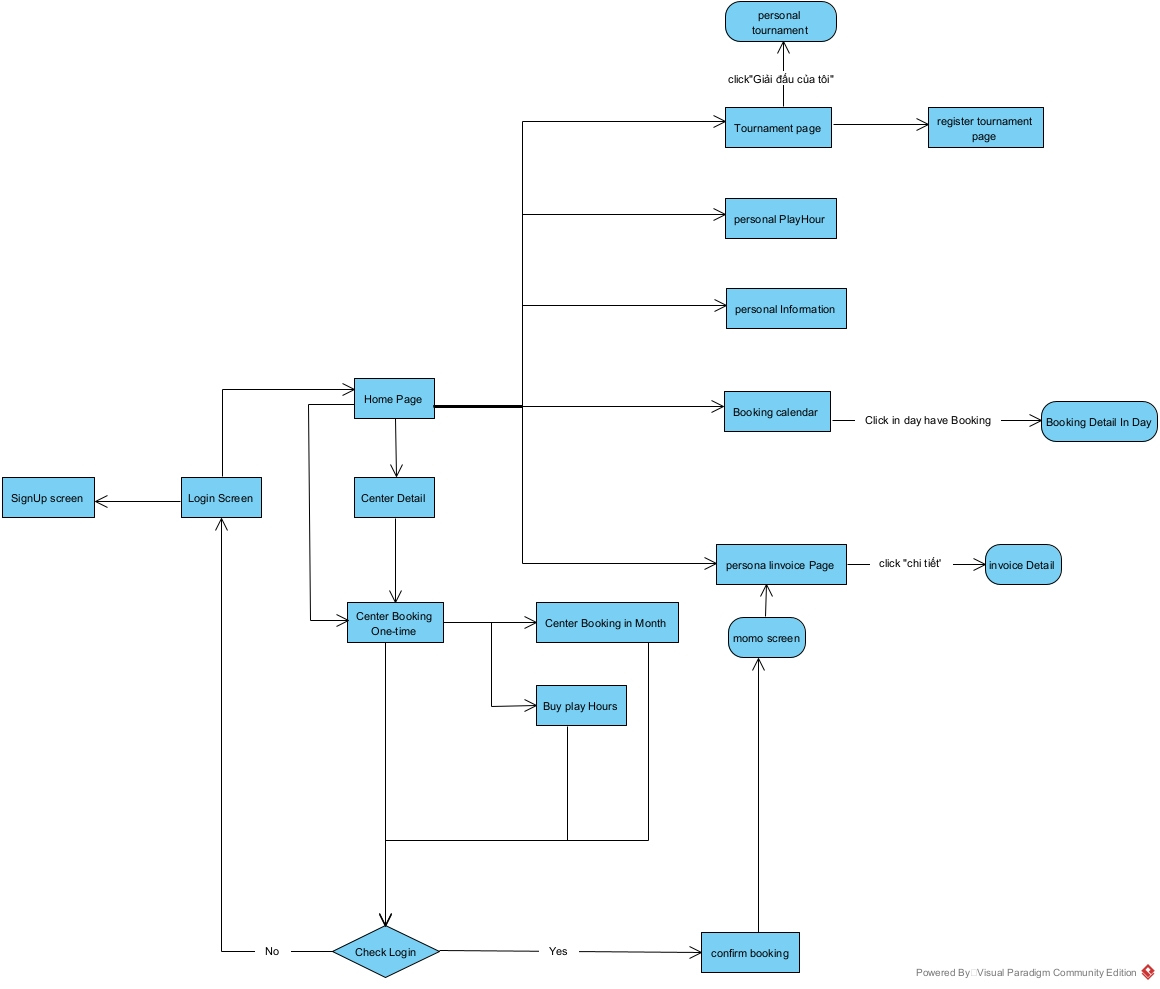 personal
tournament
click"Giải đấu của tôi"
Tournament page
register tournament
page
personal PlayHour
personal Information
Home Page
Booking calendar
Click in day have Booking
Booking Detail In Day
SignUp screen
Login Screen
Center Detail
persona Iinvoice Page
click "chi tiết'
invoice Detail
Center Booking
One-time
Center Booking in Month
momo screen
Buy play Hours
No
Check Login
Yes
confirm booking
Powered By Visual Paradigm Community Edition